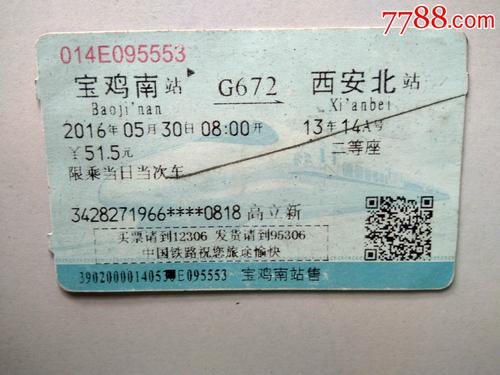 7788.com
014E095553
宝鸡南站 G672 西安北站
Baoji'nan Xi'anbei
2016年05月30日08:00开 13车14A号
￥51.5元 二等座
限乘当日当次车
3428271966****0818 高立新
买票请到12306 发货请到95306
中国铁路祝您旅途愉快
E095553 宝鸡南站售